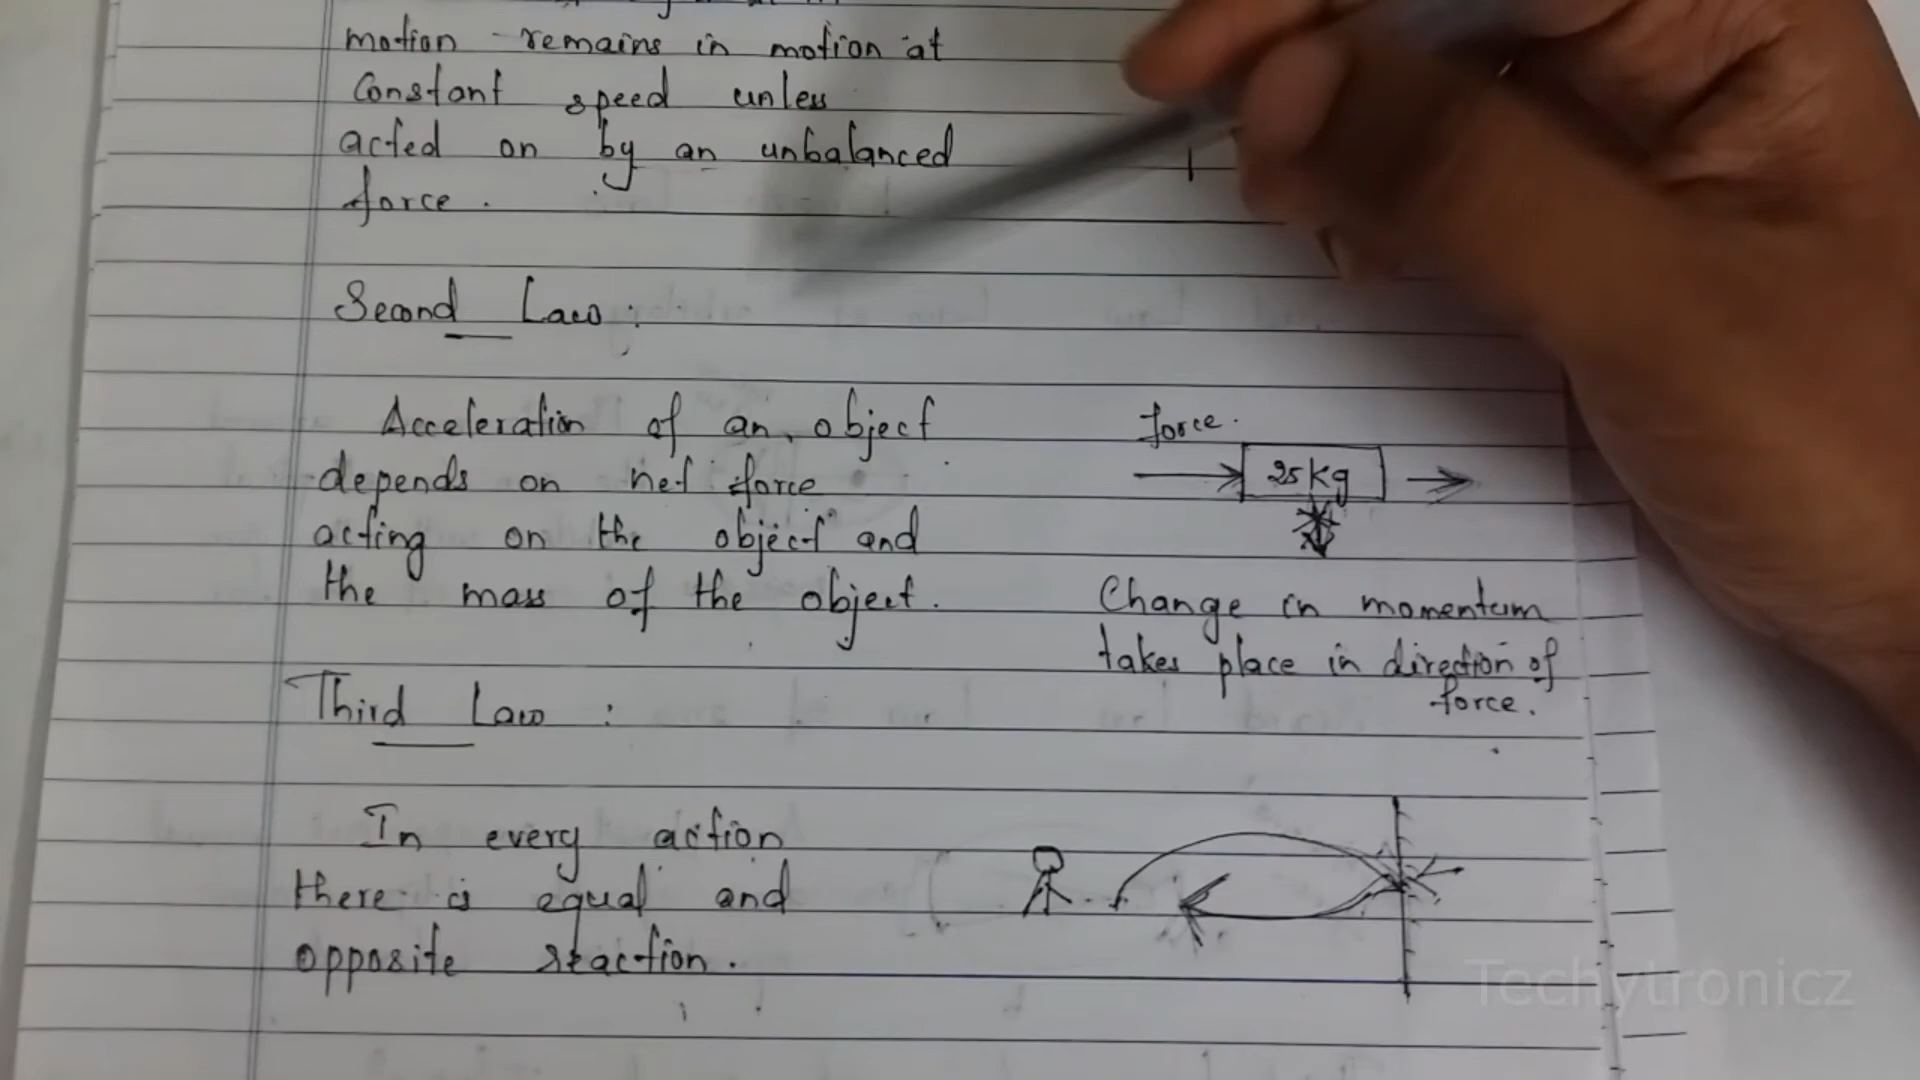 motion remains in motion at
Constant speed unless
acted on by an unbalanced
force.
Second Law:
Acceleration of an object
depends on net force
acting on the object and
the mass of the object.
force.
25kg
Change in momentum
takes place in direction of
force.
Third Law :
In every action
there is equal and
opposite reaction.
Techytronicz